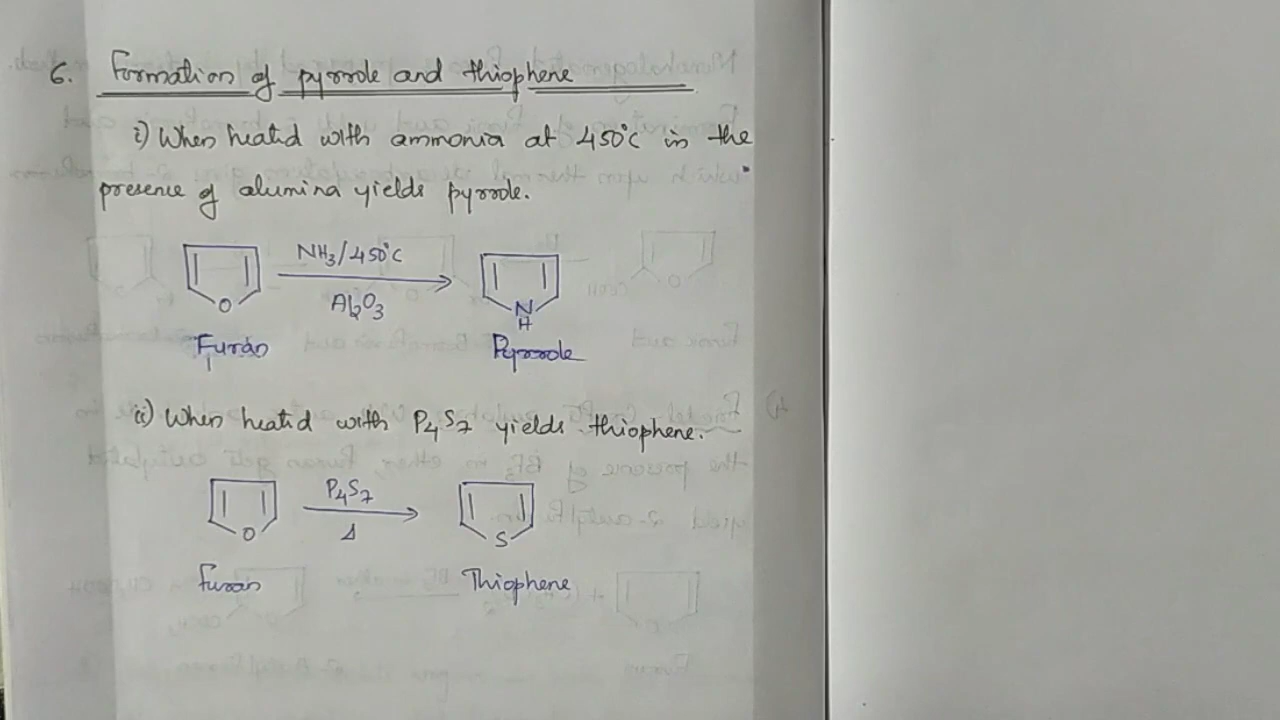 6. Formation of pyrrole and thiophene
i) When heated with ammonia at 450°C in the
presence of alumina yields pyrrole.
NH3/450°C
Al2O3
O
N
H
Furan
Pyrrole
ii) When heated with P4S7 yields thiophene.
P4S7
Δ
O
S
Furan
Thiophene